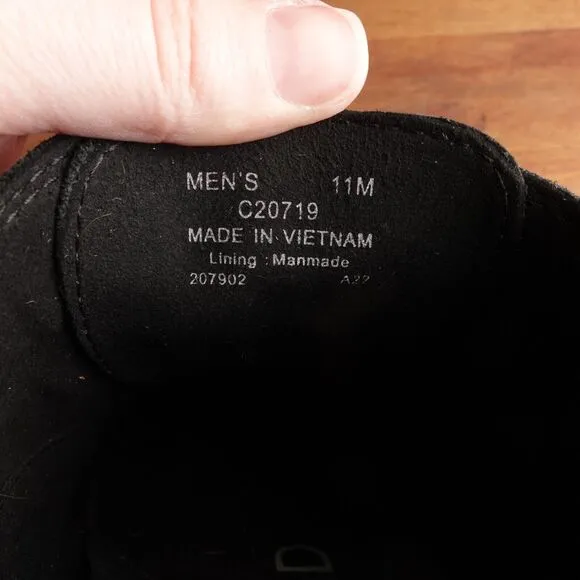 MEN'S 11M
C20719
MADE IN VIETNAM
Lining : Manmade
207902 A22